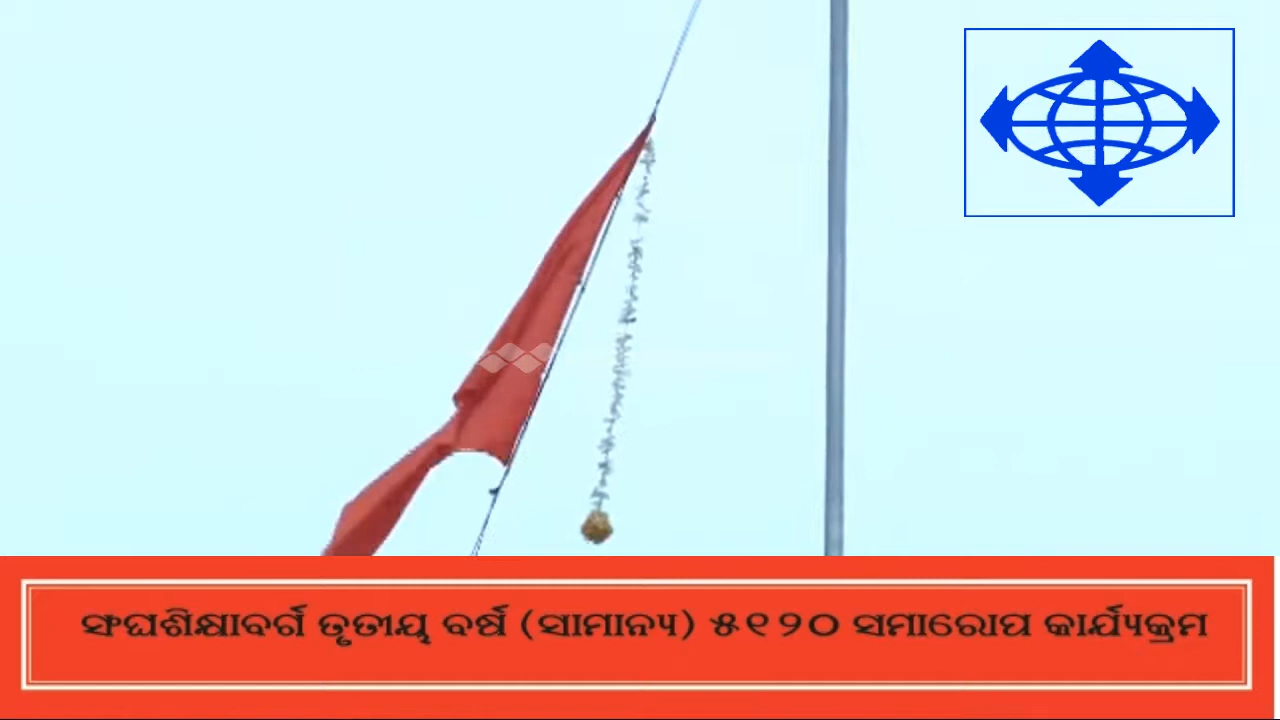 ସଂଘଶିକ୍ଷାବର୍ଗ ତୃତୀୟ ବର୍ଷ (ସାମାନ୍ୟ) ୫୧୨୦ ସମାରୋପ କାର୍ଯ୍ୟକ୍ରମ